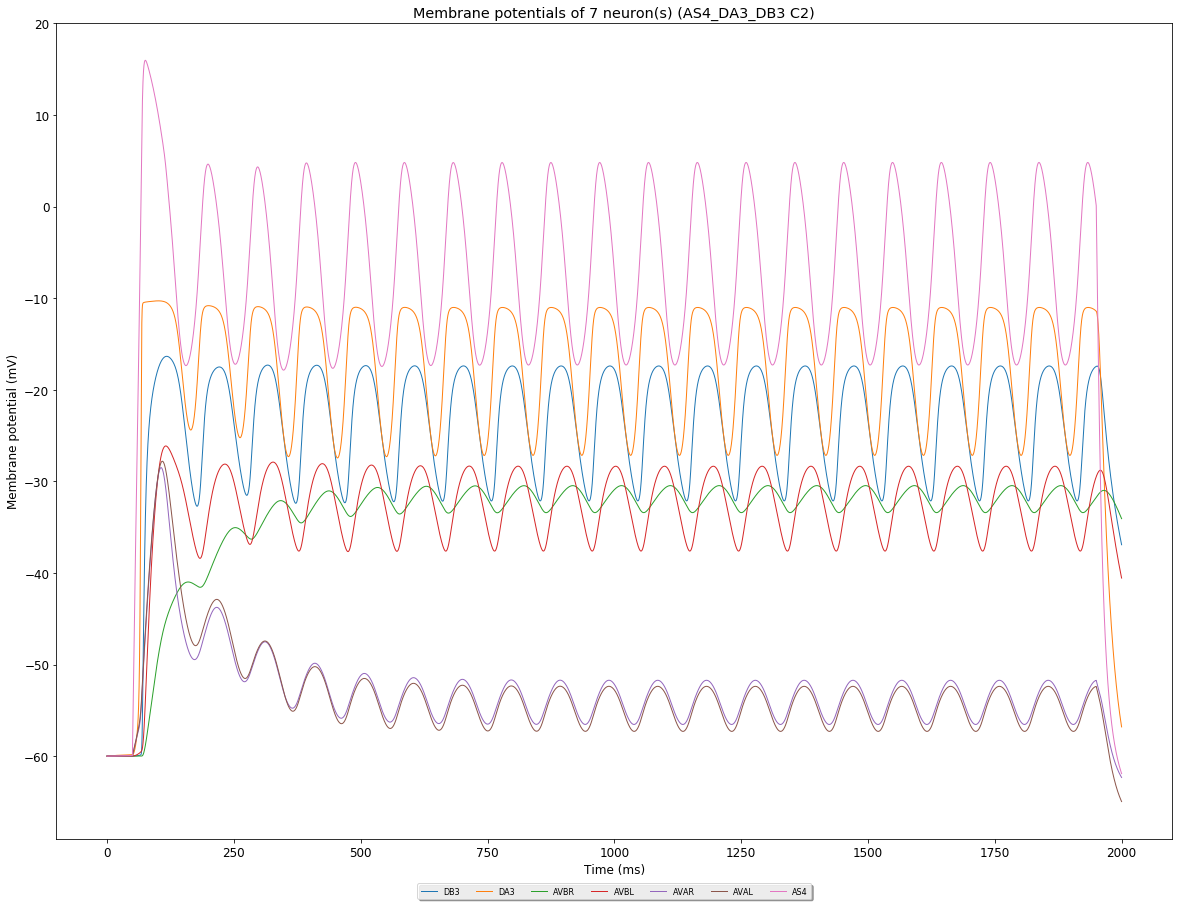 Membrane potentials of 7 neuron(s) (AS4_DA3_DB3 C2)
20
10
0
−10
−20
−30
−40
−50
−60
Membrane potential (mV)
0 250 500 750 1000 1250 1500 1750 2000
Time (ms)
DB3 DA3 AVBR AVBL AVAR AVAL AS4